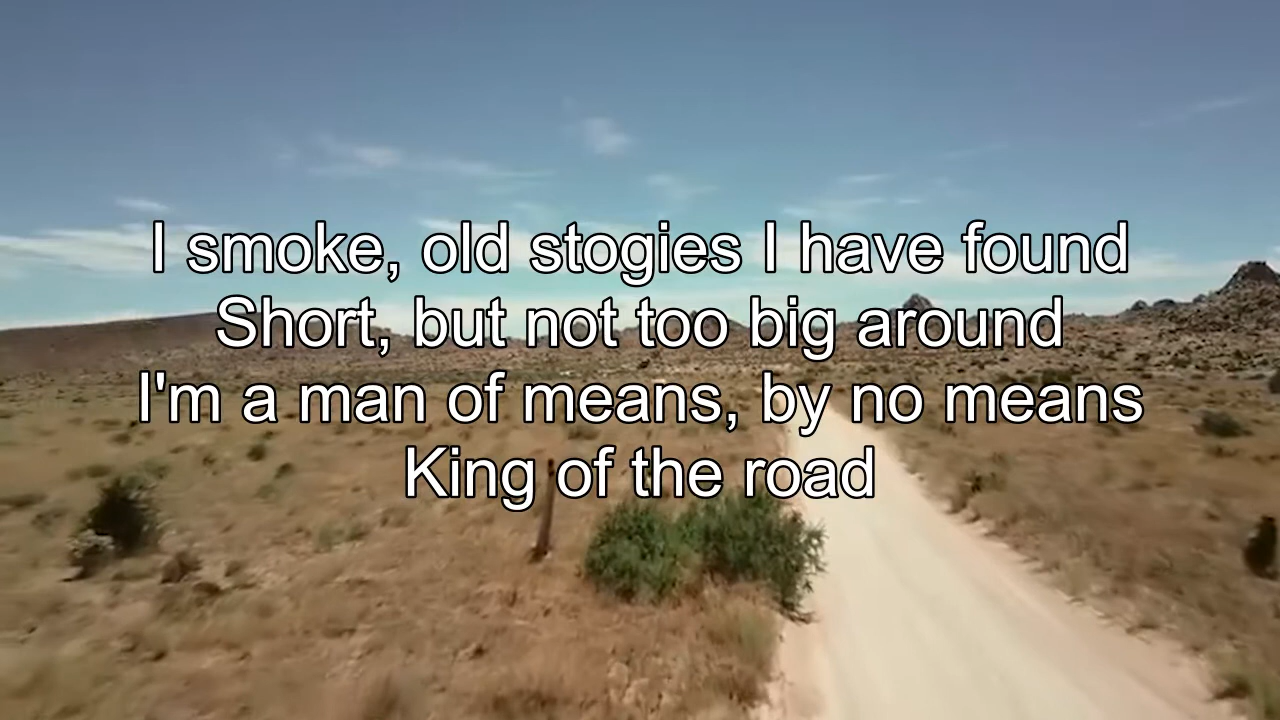 I smoke, old stogies I have found
Short, but not too big around
I'm a man of means, by no means
King of the road